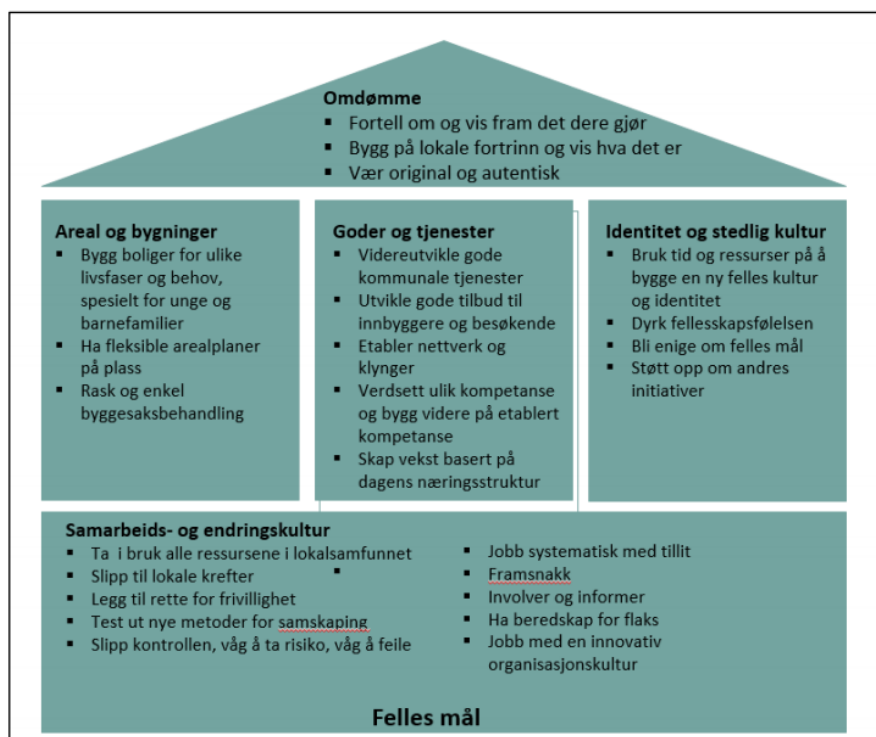 Omdømme
▪ Fortell om og vis fram det dere gjør
▪ Bygg på lokale fortrinn og vis hva det er
▪ Vær original og autentisk
Areal og bygninger
▪ Bygg boliger for ulike
livsfaser og behov,
spesielt for unge og
barnefamilier
▪ Ha fleksible arealplaner
på plass
▪ Rask og enkel
byggesaksbehandling
Goder og tjenester
▪ Videreutvikle gode
kommunale tjenester
▪ Utvikle gode tilbud til
innbyggere og besøkende
▪ Etabler nettverk og
klynger
▪ Verdsett ulik kompetanse
og bygg videre på etablert
kompetanse
▪ Skap vekst basert på
dagens næringsstruktur
Identitet og stedlig kultur
▪ Bruk tid og ressurser på å
bygge en ny felles kultur
og identitet
▪ Dyrk fellesskapsfølelsen
▪ Bli enige om felles mål
▪ Støtt opp om andres
initiativer
Samarbeids- og endringskultur
▪ Ta i bruk alle ressursene i lokalsamfunnet
▪ Slipp til lokale krefter
▪ Legg til rette for frivillighet
▪ Test ut nye metoder for samskaping
▪ Slipp kontrollen, våg å ta risiko, våg å feile
▪ Jobb systematisk med tillit
▪ Framsnakk
▪ Involver og informer
▪ Ha beredskap for flaks
▪ Jobb med en innovativ
organisasjonskultur
Felles mål